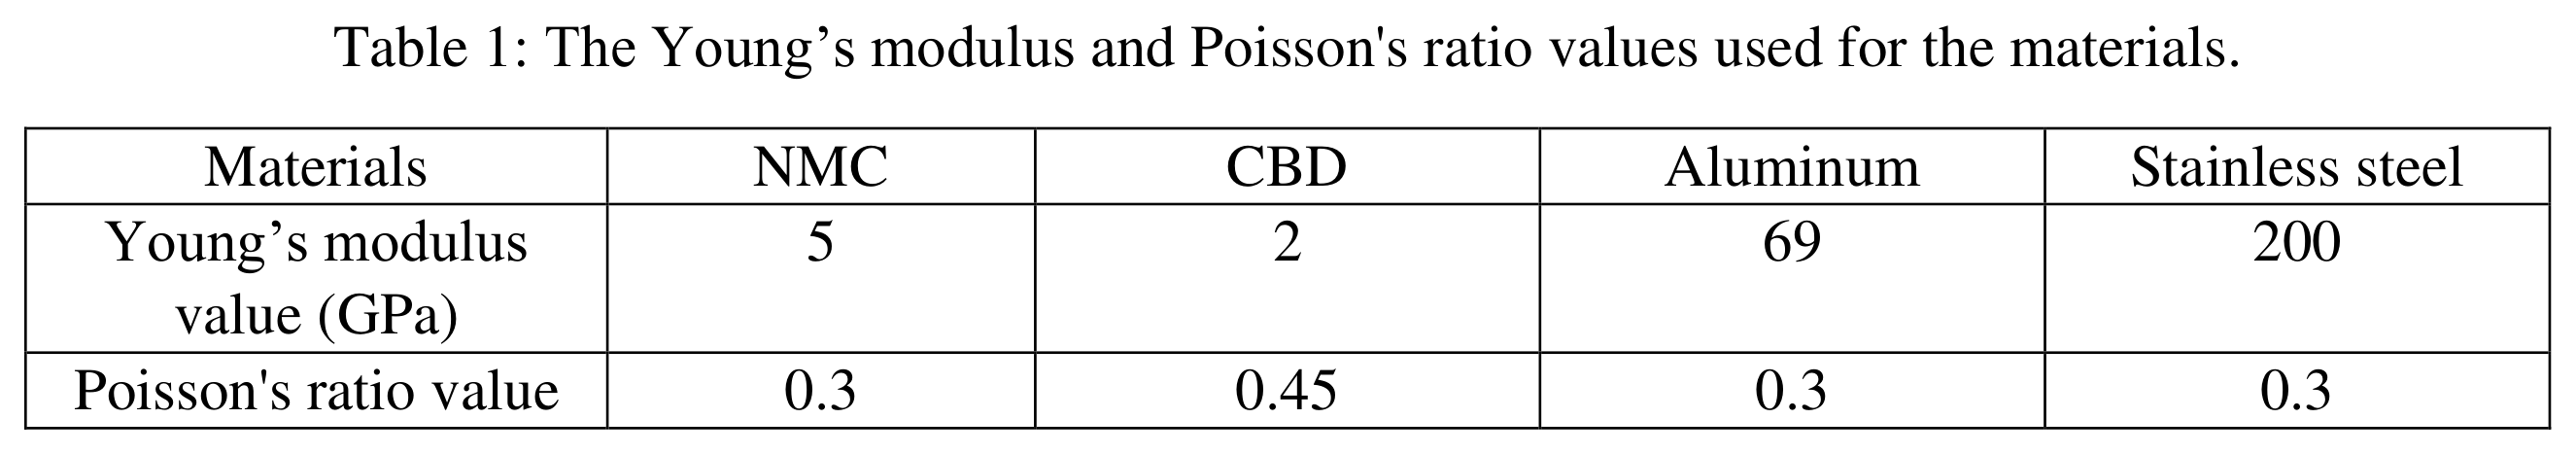 Table 1: The Young’s modulus and Poisson's ratio values used for the materials.
Materials NMC CBD Aluminum Stainless steel
Young’s modulus value (GPa) 5 2 69 200
Poisson's ratio value 0.3 0.45 0.3 0.3